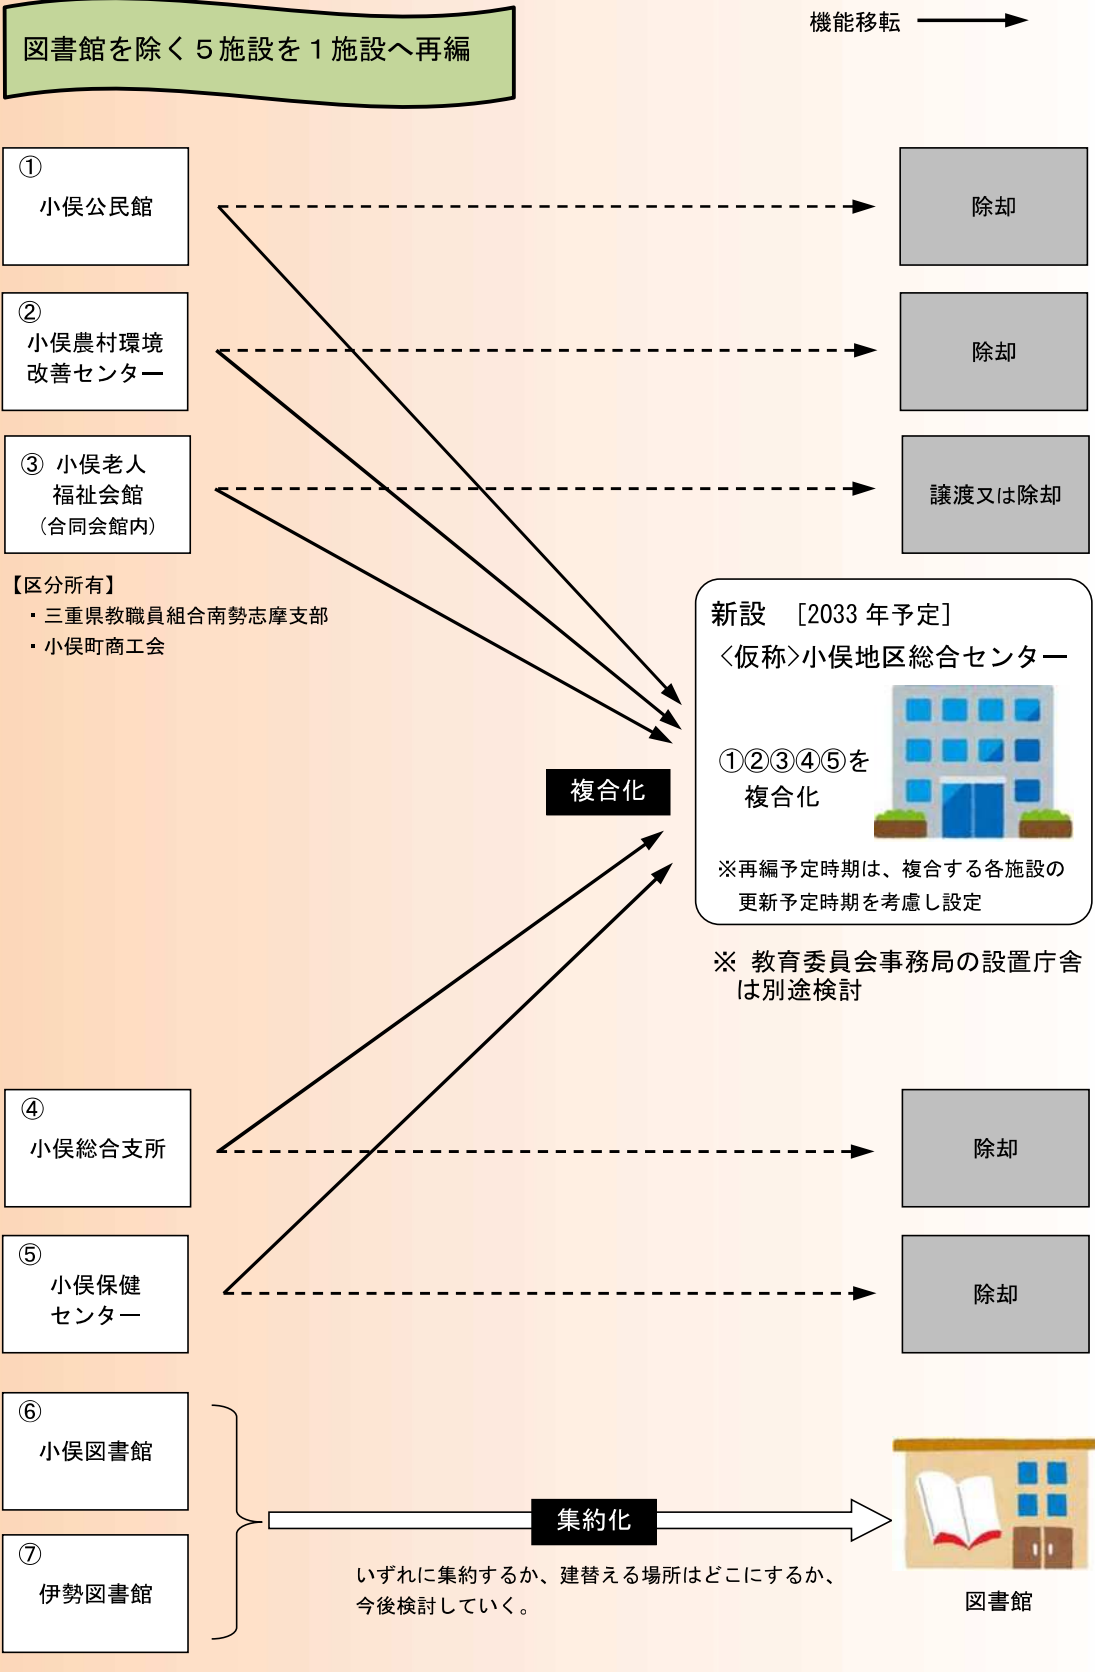 機能移転
図書館を除く５施設を１施設へ再編
①
小俣公民館
除却
②
小俣農村環境
改善センター
除却
③ 小俣老人
福祉会館
（合同会館内）
譲渡又は除却
【区分所有】
・三重県教職員組合南勢志摩支部
・小俣町商工会
新設　［2033 年予定］
<仮称>小俣地区総合センター
①②③④⑤を
複合化
※再編予定時期は、複合する各施設の
更新予定時期を考慮し設定
複合化
※ 教育委員会事務局の設置庁舎
は別途検討
④
小俣総合支所
除却
⑤
小俣保健
センター
除却
⑥
小俣図書館
⑦
伊勢図書館
集約化
いずれに集約するか、建替える場所はどこにするか、
今後検討していく。
図書館